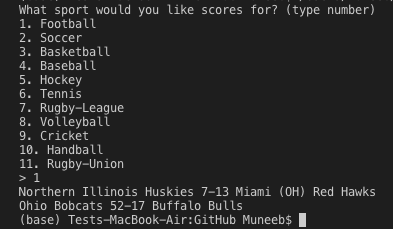 What sport would you like scores for? (type number)
1. Football
2. Soccer
3. Basketball
4. Baseball
5. Hockey
6. Tennis
7. Rugby-League
8. Volleyball
9. Cricket
10. Handball
11. Rugby-Union
> 1
Northern Illinois Huskies 7-13 Miami (OH) Red Hawks
Ohio Bobcats 52-17 Buffalo Bulls
(base) Tests-MacBook-Air:GitHub Muneeb$